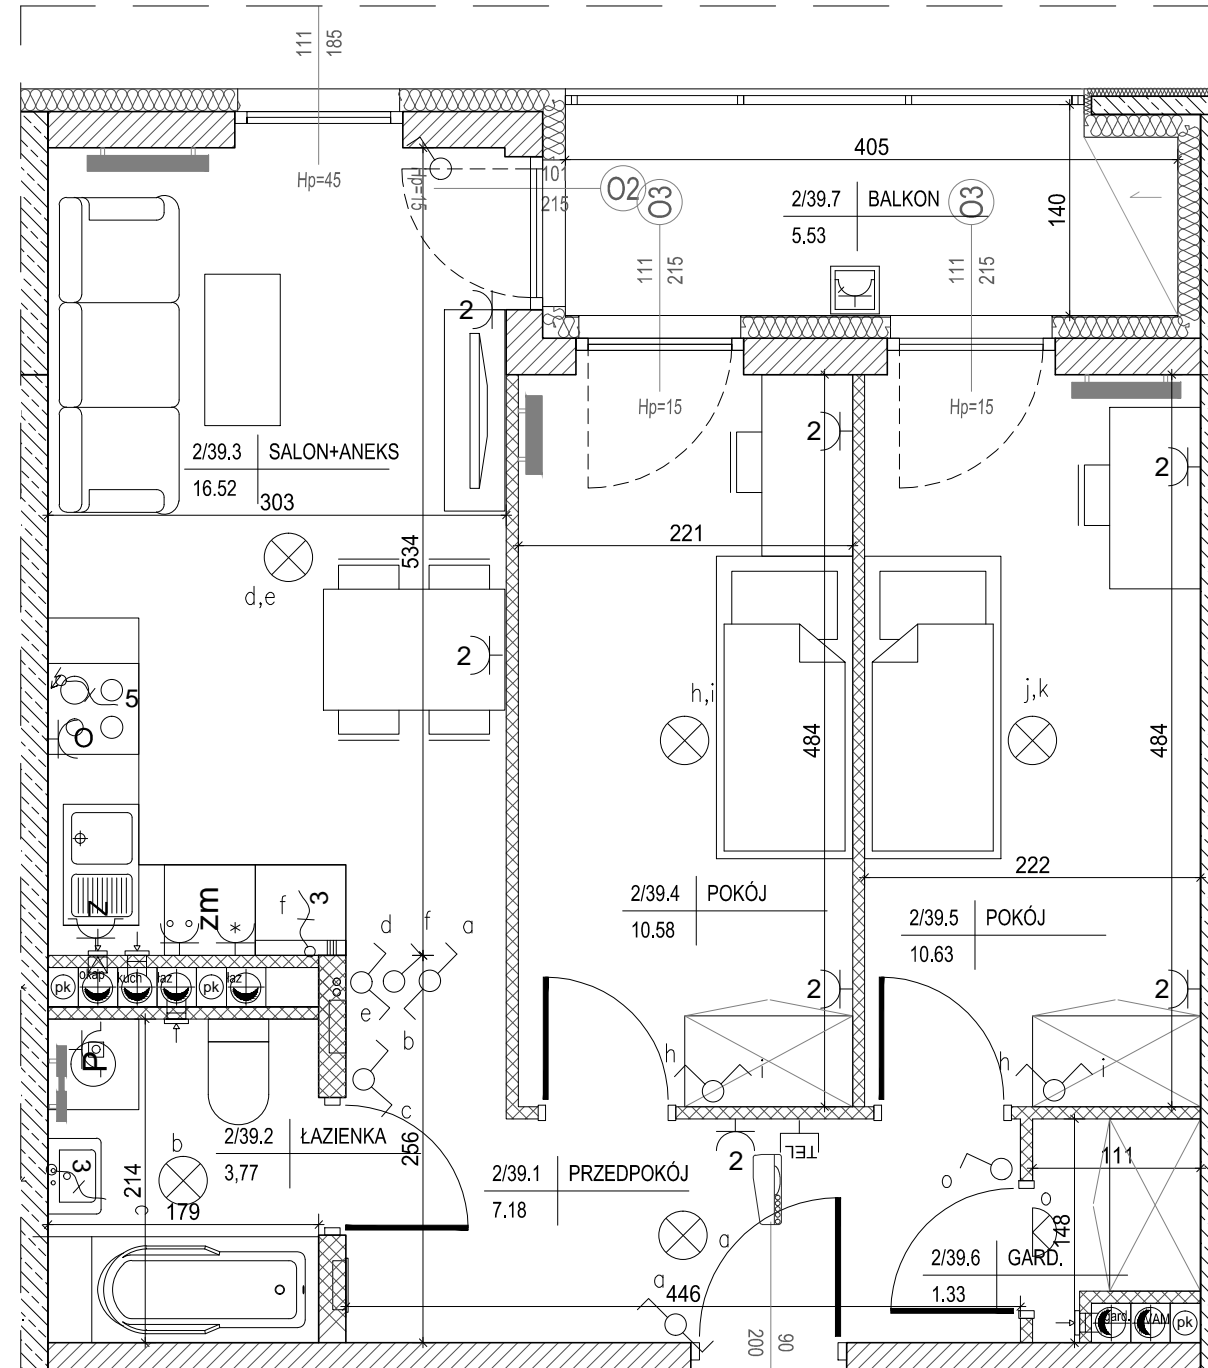 111
185
Hp=45
Hp=15
101
215
O2
O3
405
2/39.7 BALKON
5.53
O3
140
111
215
111
215
2
Hp=15
Hp=15
2
2
2/39.3 SALON+ANEKS
16.52
303
221
534
d,e
2
h,i
j,k
5
O
484
484
222
2/39.4 POKÓJ
10.58
2/39.5 POKÓJ
10.63
Z
zm
*
f
3
d
f
a
pk
okap
kuch
łaz
pk
łaz
e
2
2
b
c
P
h
i
h
i
b
2/39.2 ŁAZIENKA
3,77
3
214
c
179
256
2/39.1 PRZEDPOKÓJ
7.18
2
TEL
111
o
o
148
a
2/39.6 GARD.
1.33
a
446
90
200
gard.
WAM
pk